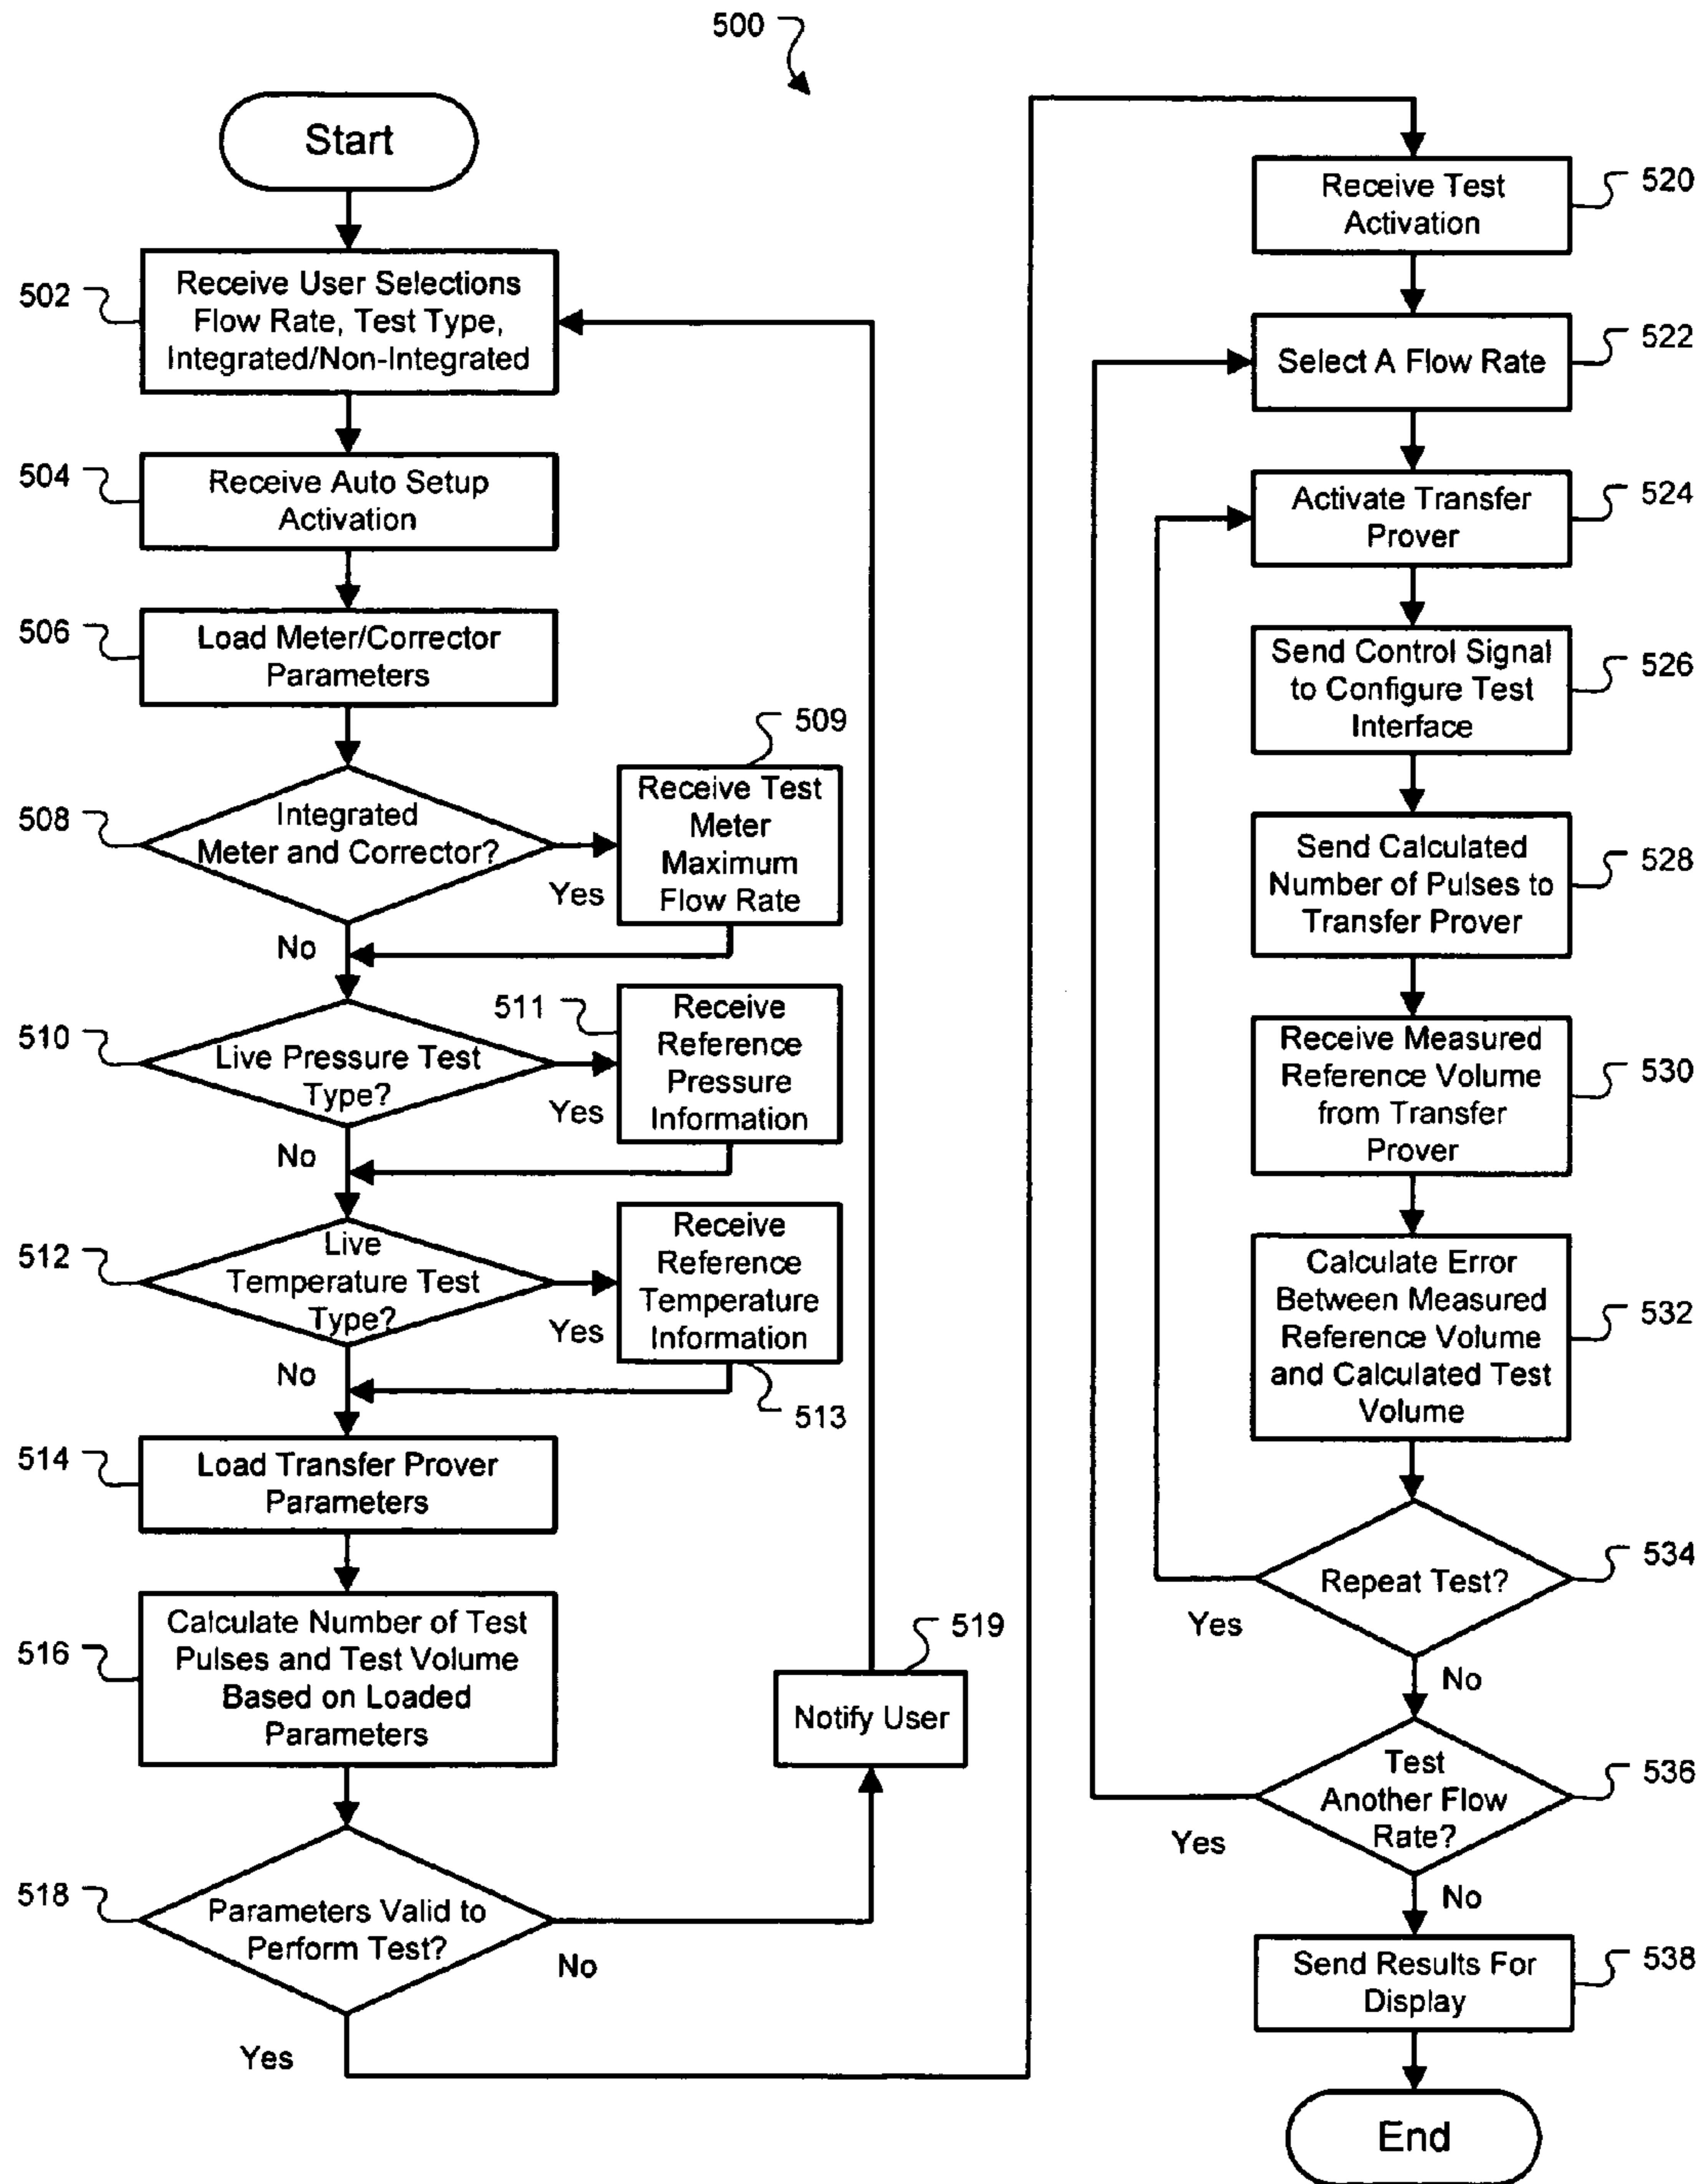 500
Start
502
Receive User Selections
Flow Rate, Test Type,
Integrated/Non-Integrated
504
Receive Auto Setup
Activation
506
Load Meter/Corrector
Parameters
508
Integrated
Meter and Corrector?
Yes
No
509
Receive Test
Meter
Maximum
Flow Rate
510
Live Pressure Test
Type?
Yes
No
511
Receive
Reference
Pressure
Information
512
Live
Temperature Test
Type?
Yes
No
Receive
Reference
Temperature
Information
513
514
Load Transfer Prover
Parameters
516
Calculate Number of Test
Pulses and Test Volume
Based on Loaded
Parameters
518
Parameters Valid to
Perform Test?
No
Yes
519
Notify User
Receive Test
Activation
520
Select A Flow Rate
522
Activate Transfer
Prover
524
Send Control Signal
to Configure Test
Interface
526
Send Calculated
Number of Pulses to
Transfer Prover
528
Receive Measured
Reference Volume
from Transfer
Prover
530
Calculate Error
Between Measured
Reference Volume
and Calculated Test
Volume
532
Repeat Test?
534
Yes
No
Test
Another Flow
Rate?
536
Yes
No
Send Results For
Display
538
End